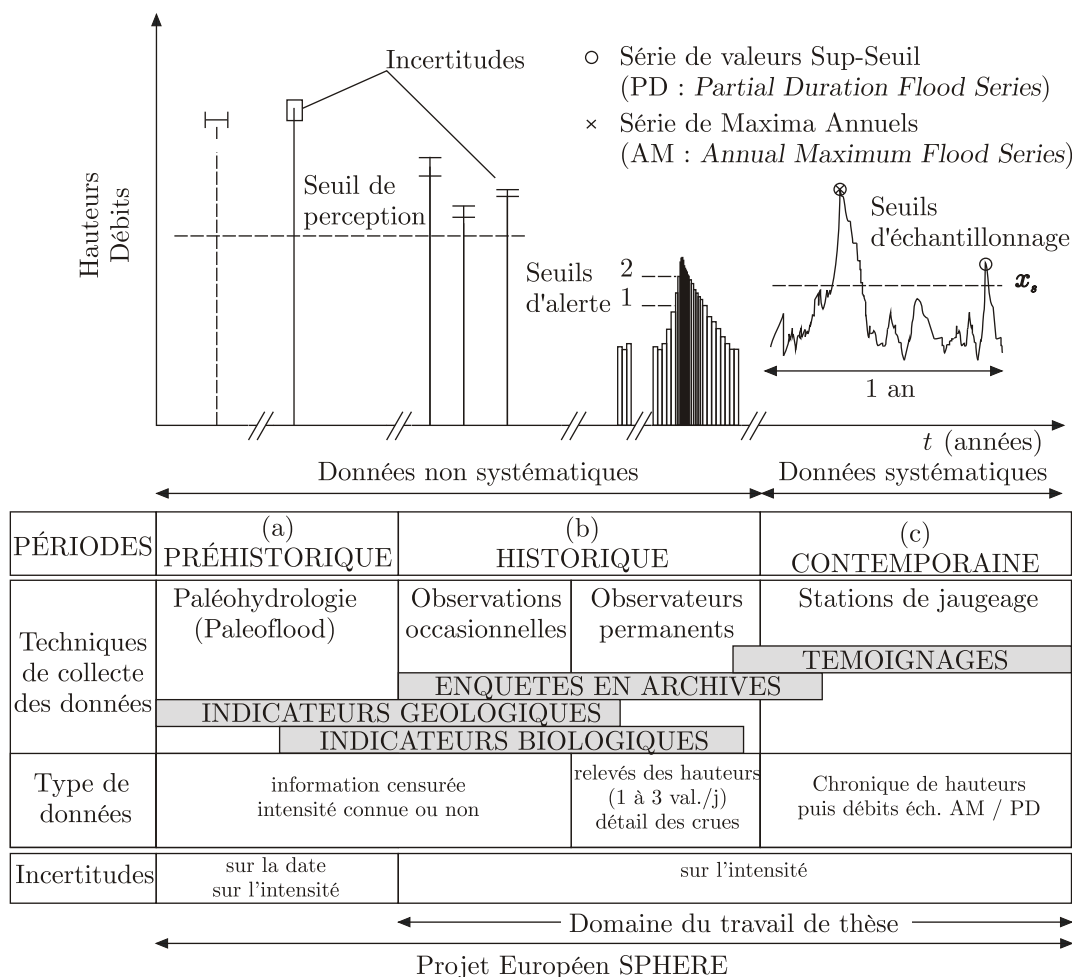 Hauteurs
Débits
Incertitudes
Seuil de
perception
Série de valeurs Sup-Seuil
(PD : Partial Duration Flood Series)
Série de Maxima Annuels
(AM : Annual Maximum Flood Series)
Seuils
d'alerte
2
1
Seuils
d'échantillonnage
xs
1 an
t (années)
Données non systématiques
Données systématiques
PÉRIODES
(a)
PRÉHISTORIQUE
(b)
HISTORIQUE
(c)
CONTEMPORAINE
Techniques
de collecte
des données
Paléohydrologie
(Paleoflood)
Observations
occasionnelles
Observateurs
permanents
Stations de jaugeage
TEMOIGNAGES
ENQUETES EN ARCHIVES
INDICATEURS GEOLOGIQUES
INDICATEURS BIOLOGIQUES
Type de
données
information censurée
intensité connue ou non
relevés des hauteurs
(1 à 3 val./j)
détail des crues
Chronique de hauteurs
puis débits éch. AM / PD
Incertitudes
sur la date
sur l'intensité
sur l'intensité
Domaine du travail de thèse
Projet Européen SPHERE